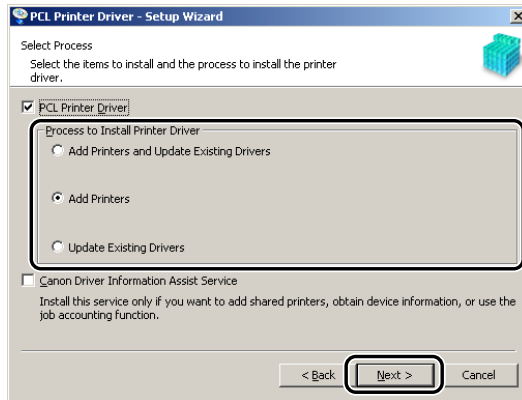 PCL Printer Driver - Setup Wizard
Select Process
Select the items to install and the process to install the printer
driver.
PCL Printer Driver
Process to Install Printer Driver
Add Printers and Update Existing Drivers
Add Printers
Update Existing Drivers
Canon Driver Information Assist Service
Install this service only if you want to add shared printers, obtain device information, or use the
job accounting function.
< Back Next > Cancel